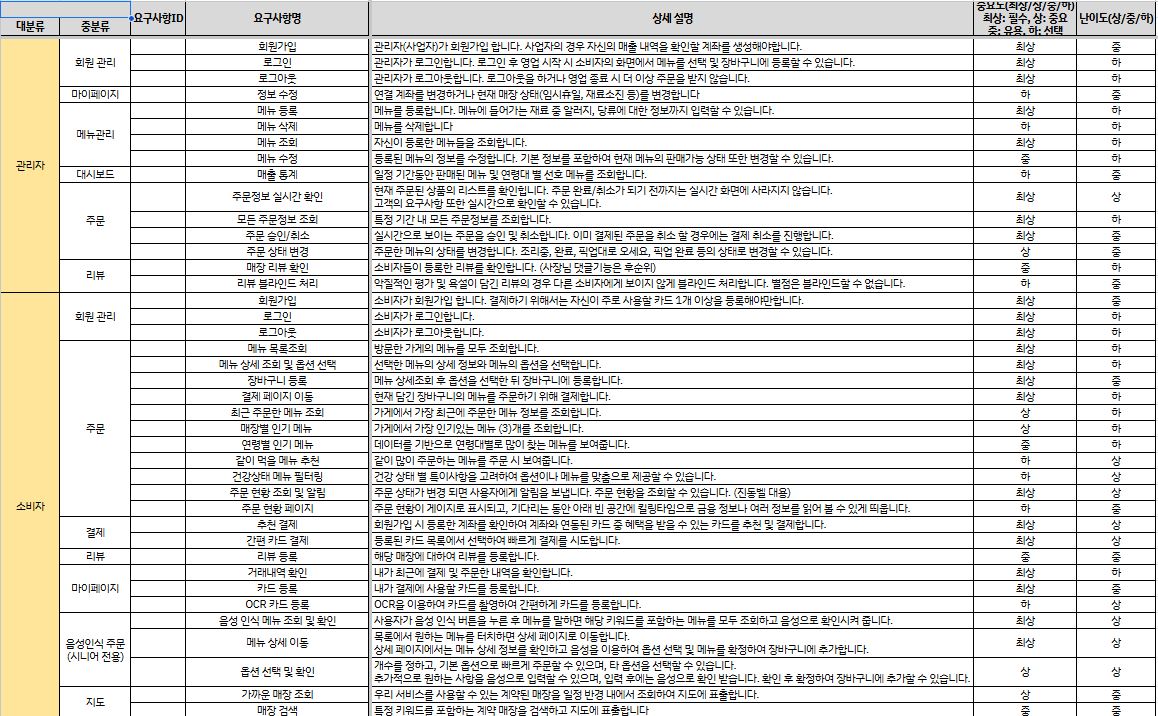 대분류 중분류 요구사항ID 요구사항명 상세 설명 중요도(최상/상/중/하) 최상: 필수, 상: 중요 중: 유용, 하: 선택 난이도(상/중/하)
관리자 회원 관리 회원가입 관리자(사업자)가 회원가입 합니다. 사업자의 경우 자신의 매출 내역을 확인할 계좌를 생성해야합니다. 최상 중
로그인 관리자가 로그인합니다. 로그인 후 영업 시작 시 소비자의 화면에서 메뉴를 선택 및 장바구니에 등록할 수 있습니다. 최상 하
로그아웃 관리자가 로그아웃합니다. 로그아웃을 하거나 영업 종료 시 더 이상 주문을 받지 않습니다. 최상 하
마이페이지 정보 수정 연결 계좌를 변경하거나 현재 매장 상태(임시휴일, 재료소진 등)를 변경합니다 하 중
메뉴관리 메뉴 등록 메뉴를 등록합니다. 메뉴에 들어가는 재료 중 알러지, 당류에 대한 정보까지 입력할 수 있습니다. 최상 하
메뉴 삭제 메뉴를 삭제합니다 하 하
메뉴 조회 자신이 등록한 메뉴들을 조회합니다. 최상 하
메뉴 수정 등록된 메뉴의 정보를 수정합니다. 기본 정보를 포함하여 현재 메뉴의 판매가능 상태 또한 변경할 수 있습니다. 중 하
대시보드 매출 통계 일정 기간동안 판매된 메뉴 및 연령대 별 선호 메뉴를 조회합니다. 하 중
주문 주문정보 실시간 확인 현재 주문된 상품의 리스트를 확인힙니다. 주문 완료/취소가 되기 전까지는 실시간 화면에 사라지지 않습니다.
고객의 요구사항 또한 실시간으로 확인할 수 있습니다. 최상 상
모든 주문정보 조회 특정 기간 내 모든 주문정보를 조회합니다. 최상 하
주문 승인/취소 실시간으로 보이는 주문을 승인 및 취소합니다. 이미 결제된 주문을 취소 할 경우에는 결제 취소를 진행합니다. 최상 중
주문 상태 변경 주문한 메뉴의 상태를 변경합니다. 조리중, 완료, 픽업대로 오세요, 픽업 완료 등의 상태로 변경할 수 있습니다. 상 중
리뷰 매장 리뷰 확인 소비자들이 등록한 리뷰를 확인합니다. (사장님 댓글기능은 후순위) 중 하
리뷰 블라인드 처리 악질적인 평가 및 욕설이 담긴 리뷰의 경우 다른 소비자에게 보이지 않게 블라인드 처리합니다. 별점은 블라인드할 수 없습니다. 하 중
소비자 회원 관리 회원가입 소비자가 회원가입 합니다. 결제하기 위해서는 자신이 주로 사용할 카드 1개 이상을 등록해야만합니다. 최상 중
로그인 소비자가 로그인합니다. 최상 하
로그아웃 소비자가 로그아웃합니다. 최상 하
주문 메뉴 목록조회 방문한 가게의 메뉴를 모두 조회합니다. 최상 하
메뉴 상세 조회 및 옵션 선택 선택한 메뉴의 상세 정보와 메뉴의 옵션을 선택합니다. 최상 하
장바구니 등록 메뉴 상세조회 후 옵션을 선택한 뒤 장바구니에 등록합니다. 최상 중
결제 페이지 이동 현재 담긴 장바구니의 메뉴를 주문하기 위해 결제합니다. 최상 하
최근 주문한 메뉴 조회 가게에서 가장 최근에 주문한 메뉴 정보를 조회합니다. 상 하
매장별 인기 메뉴 가게에서 가장 인기있는 메뉴 (3)개를 조회합니다. 상 하
연령별 인기 메뉴 데이터를 기반으로 연령대별로 많이 찾는 메뉴를 보여줍니다. 중 하
같이 먹을 메뉴 추천 같이 많이 주문하는 메뉴를 주문 시 보여줍니다. 하 상
건강상태 메뉴 필터링 건강 상태 별 특이사항을 고려하여 옵션이나 메뉴를 맞춤으로 제공할 수 있습니다. 하 상
주문 현황 조회 및 알림 주문 상태가 변경 되면 사용자에게 알림을 보냅니다. 주문 현황을 조회할 수 있습니다. (진동벨 대용) 최상 상
주문 현황 페이지 주문 현황이 게이지로 표시되고, 기다리는 동안 아래 빈 공간에 킬링타임으로 금융 정보나 여러 정보를 읽어 볼 수 있게 띄웁니다. 하 중
결제 추천 결제 회원가입 시 등록한 계좌를 확인하여 계좌와 연동된 카드 중 혜택을 받을 수 있는 카드를 추천 및 결제합니다. 최상 상
간편 카드 결제 등록된 카드 목록에서 선택하여 빠르게 결제를 시도합니다. 최상 상
리뷰 리뷰 등록 해당 매장에 대하여 리뷰를 등록합니다. 중 중
마이페이지 거래내역 확인 내가 최근에 결제 및 주문한 내역을 확인합니다. 최상 하
카드 등록 내가 결제에 사용할 카드를 등록합니다. 최상 중
OCR 카드 등록 OCR을 이용하여 카드를 촬영하여 간편하게 카드를 등록합니다. 하 상
음성인식 주문 (시니어 전용) 음성 인식 메뉴 조회 및 확인 사용자가 음성 인식 버튼을 누른 후 메뉴를 말하면 해당 키워드를 포함하는 메뉴를 모두 조회하고 음성으로 확인시켜 줍니다. 최상 상
메뉴 상세 이동 목록에서 원하는 메뉴를 터치하면 상세 페이지로 이동합니다.
상세 페이지에서는 메뉴 상세 정보를 확인하고 음성을 이용하여 옵션 선택 및 메뉴를 확정하여 장바구니에 추가합니다. 최상 상
옵션 선택 및 확인 개수를 정하고, 기본 옵션으로 빠르게 주문할 수 있으며, 타 옵션을 선택할 수 있습니다.
추가적으로 원하는 사항을 음성으로 입력할 수 있으며, 입력 후에는 음성으로 확인 받습니다. 확인 후 확정하여 장바구니에 추가할 수 있습니다. 상 상
지도 가까운 매장 조회 우리 서비스를 사용할 수 있는 계약된 매장을 일정 반경 내에서 조회하여 지도에 표출합니다. 상 중
매장 검색 특정 키워드를 포함하는 계약 매장을 검색하고 지도에 표출합니다 중 중